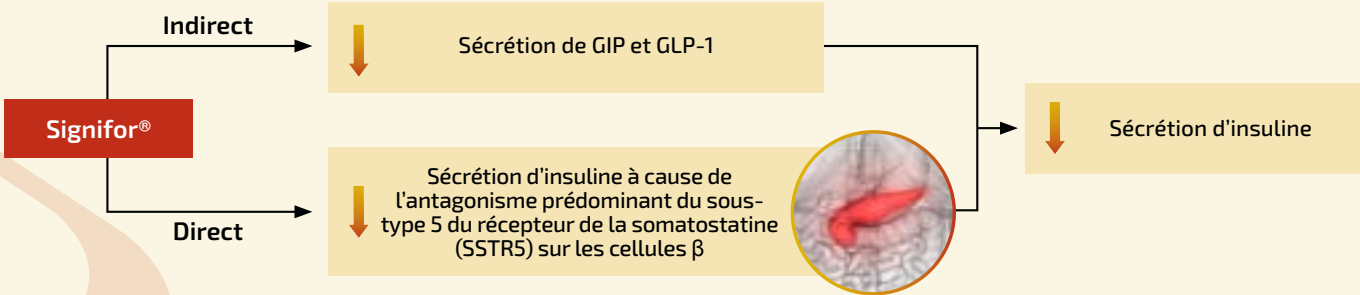 Indirect
Sécrétion de GIP et GLP-1
Signifor®
Sécrétion d’insuline
Sécrétion d’insuline à cause de
l’antagonisme prédominant du sous-
type 5 du récepteur de la somatostatine
(SSTR5) sur les cellules β
Direct